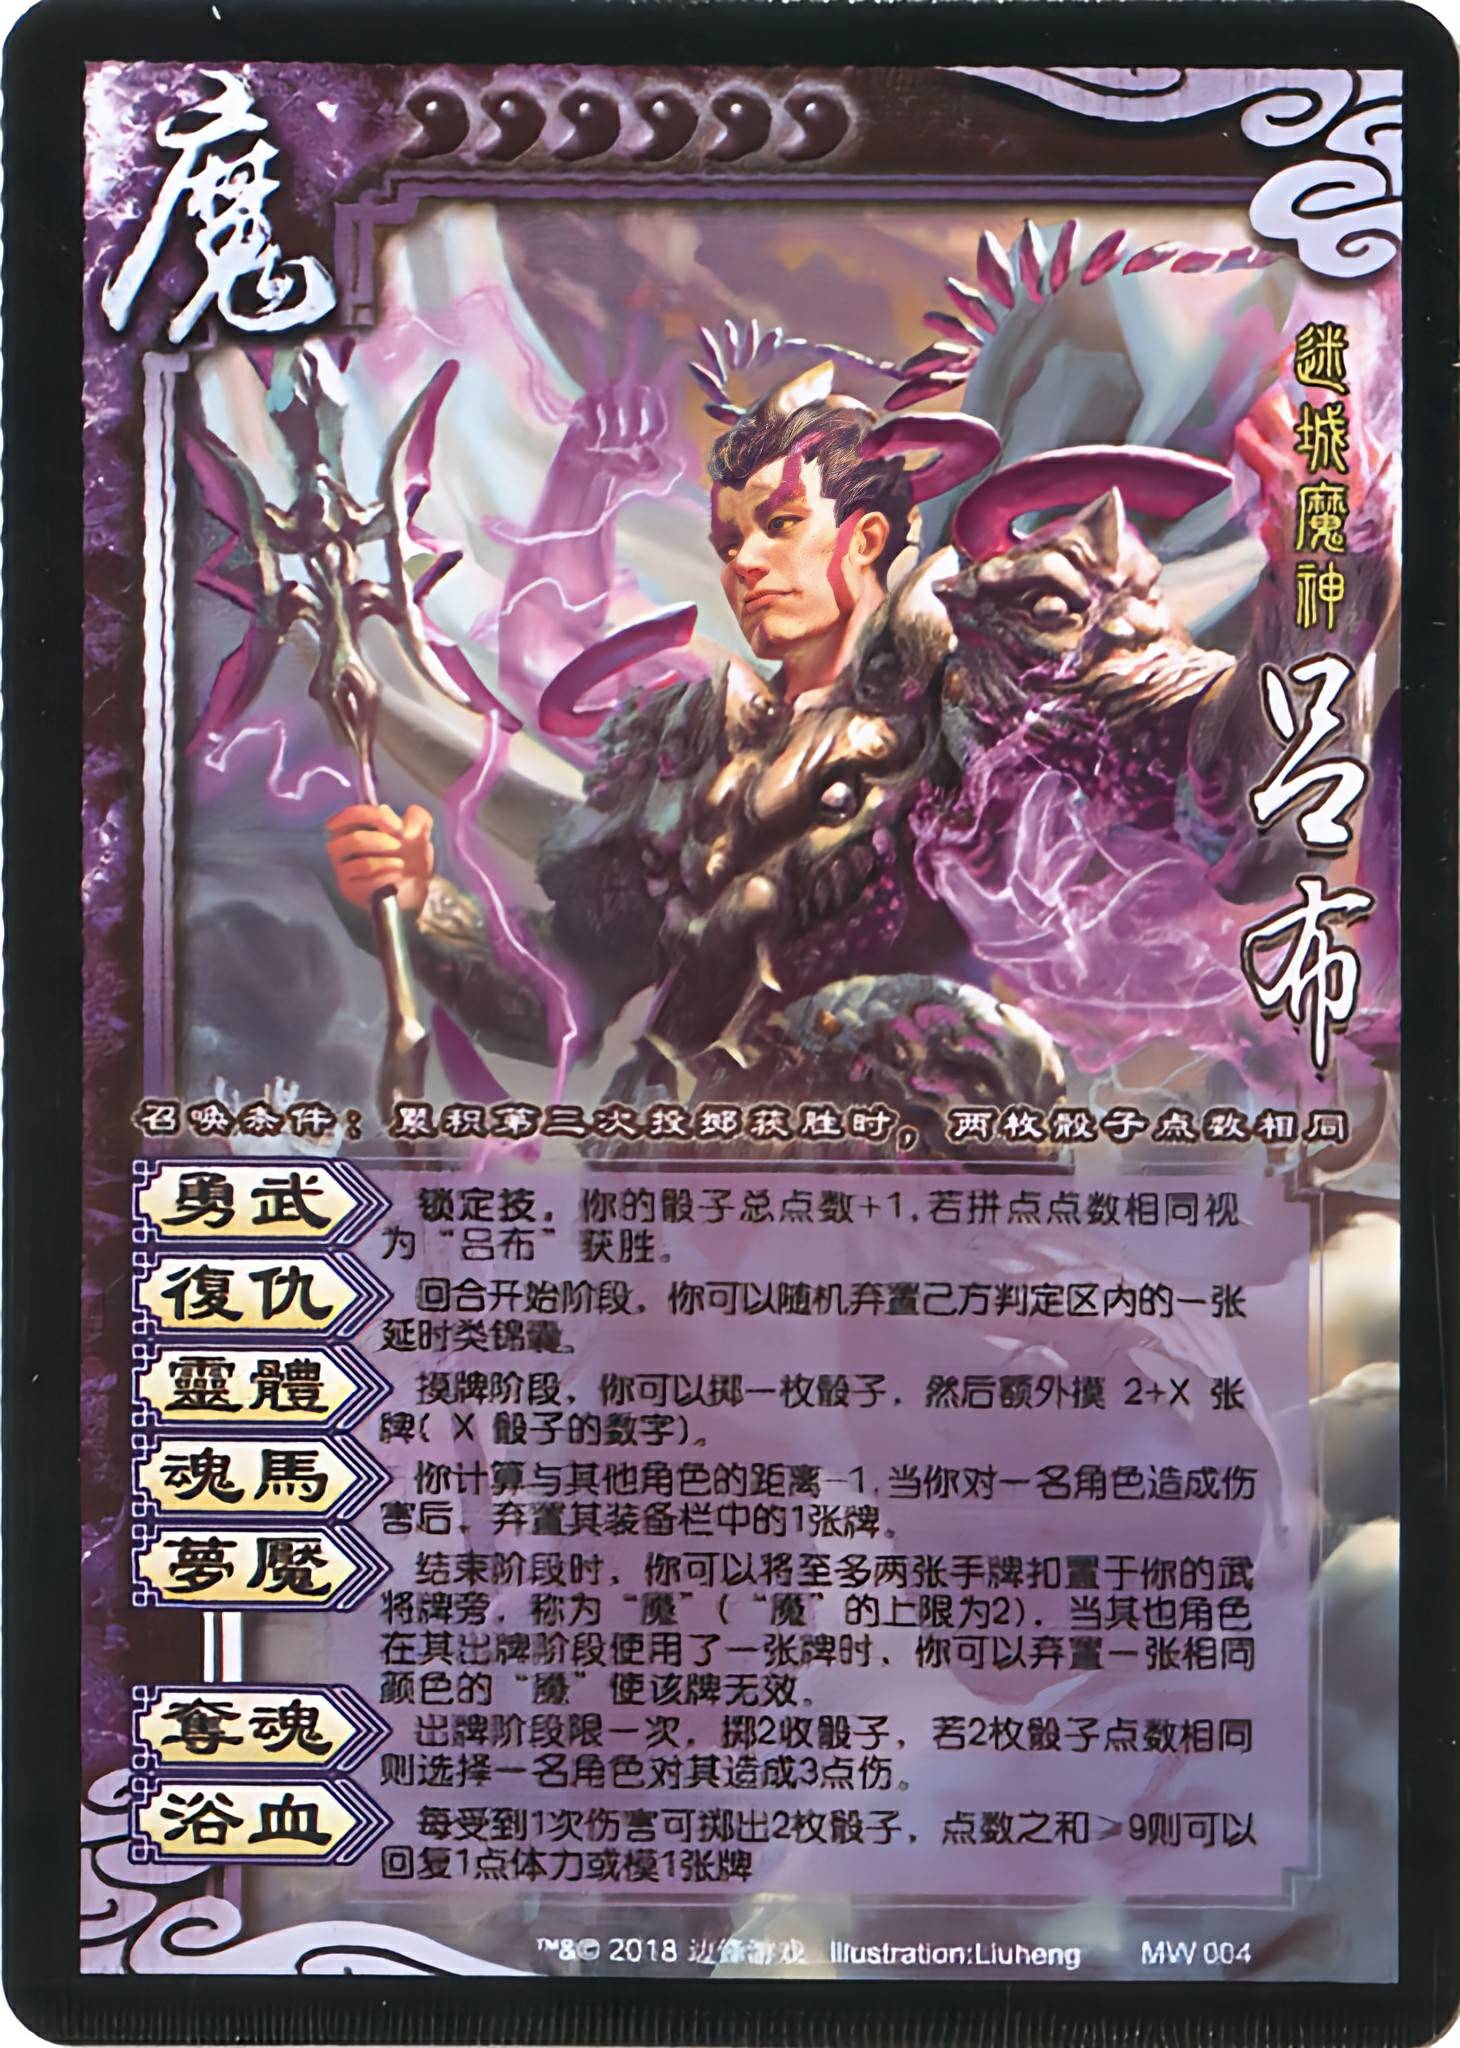 魔
迷城魔神
吕布
召唤条件：累积第三次投掷获胜时，两枚骰子点数相同
勇武
锁定技，你的骰子总点数+1,若拼点点数相同视
为“吕布”获胜。
復仇
回合开始阶段，你可以随机弃置己方判定区内的一张
延时类锦囊。
靈體
摸牌阶段，你可以掷一枚骰子，然后额外摸 2+X 张
牌( X 骰子的数字)。
魂馬
你计算与其他角色的距离-1,当你对一名角色造成伤
害后，弃置其装备栏中的1张牌。
夢魘
结束阶段时，你可以将至多两张手牌扣置于你的武
将牌旁，称为“魔”(“魔”的上限为2)，当其他角色
在其出牌阶段使用了一张牌时，你可以弃置一张相同
颜色的“魔”使该牌无效。
奪魂
出牌阶段限一次，掷2收骰子，若2枚骰子点数相同
则选择一名角色对其造成3点伤。
浴血
每受到1次伤害可掷出2枚骰子，点数之和≥9则可以
回复1点体力或模1张牌
™&© 2018 边锋游戏 Illustration:Liuheng MW 004